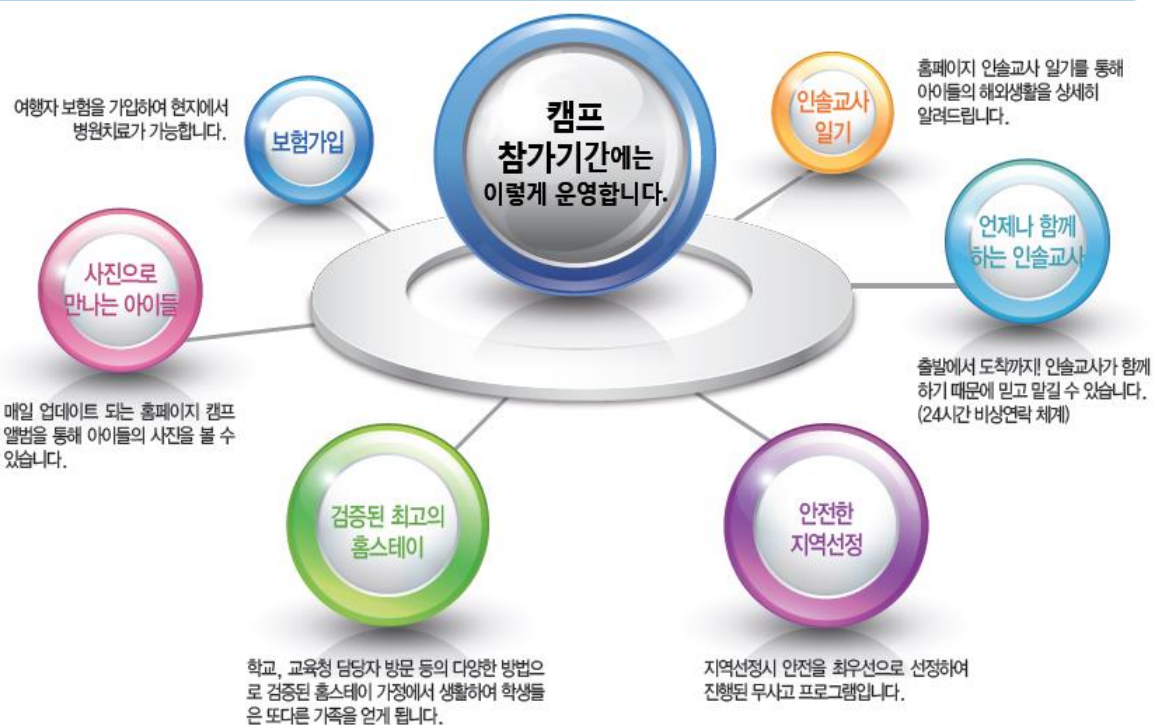 캠프
참가기간에는
이렇게 운영합니다.
보험가입
여행자 보험을 가입하여 현지에서
병원치료가 가능합니다.
인솔교사
일기
홈페이지 인솔교사 일기를 통해
아이들의 해외생활을 상세히
알려드립니다.
사진으로
만나는 아이들
매일 업데이트 되는 홈페이지 캠프
앨범을 통해 아이들의 사진을 볼 수
있습니다.
언제나 함께
하는 인솔교사
출발에서 도착까지! 인솔교사가 함께
하기 때문에 믿고 맡길 수 있습니다.
(24시간 비상연락 체계)
검증된 최고의
홈스테이
학교, 교육청 담당자 방문 등의 다양한 방법으
로 검증된 홈스테이 가정에서 생활하여 학생들
은 또다른 가족을 얻게 됩니다.
안전한
지역선정
지역선정시 안전을 최우선으로 선정하여
진행된 무사고 프로그램입니다.